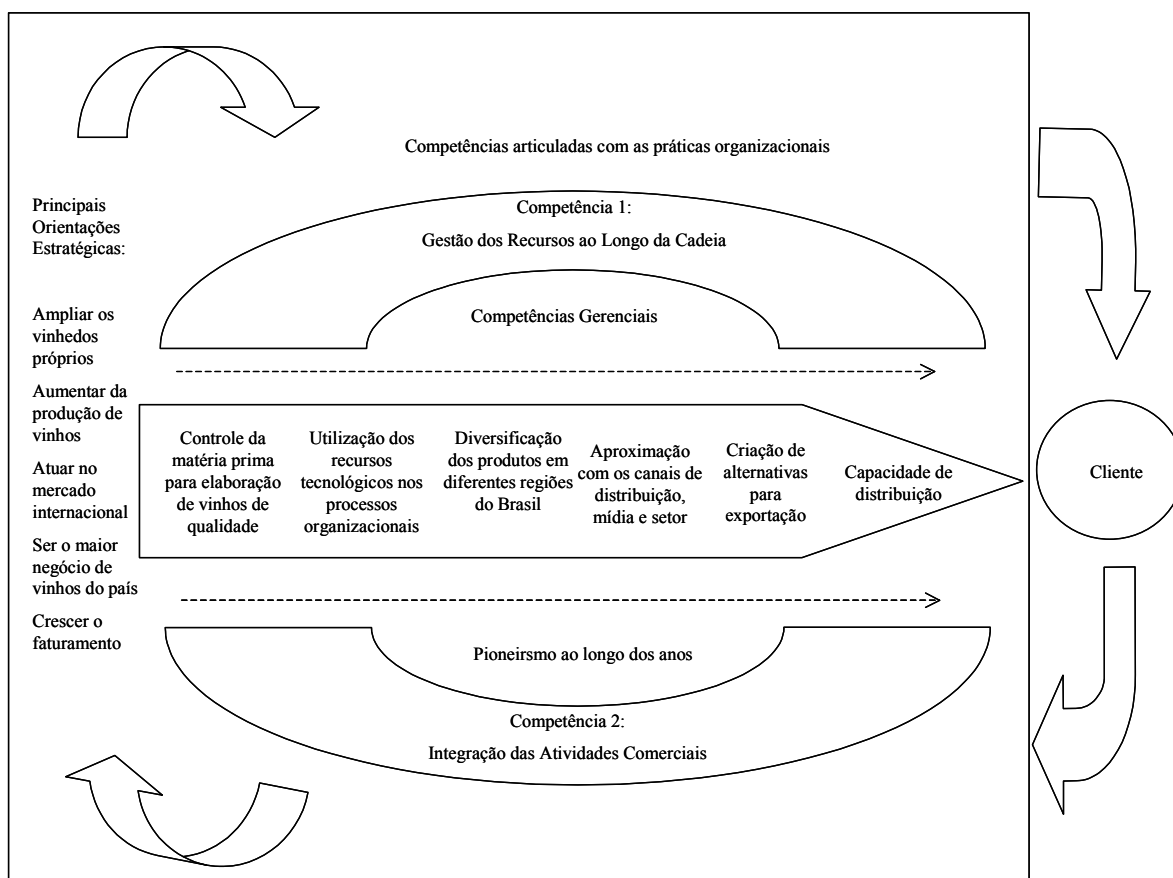 Competências articuladas com as práticas organizacionais
Principais
Orientações
Estratégicas:
Ampliar os
vinhedos
próprios
Aumentar da
produção de
vinhos
Atuar no
mercado
internacional
Ser o maior
negócio de
vinhos do país
Crescer o
faturamento
Competência 1:
Gestão dos Recursos ao Longo da Cadeia
Competências Gerenciais
Controle da
matéria prima
para elaboração
de vinhos de
qualidade
Utilização dos
recursos
tecnológicos nos
processos
organizacionais
Diversificação
dos produtos em
diferentes regiões
do Brasil
Aproximação
com os canais de
distribuição,
mídia e setor
Criação de
alternativas
para
exportação
Capacidade de
distribuição
Cliente
Pioneirsmo ao longo dos anos
Competência 2:
Integração das Atividades Comerciais